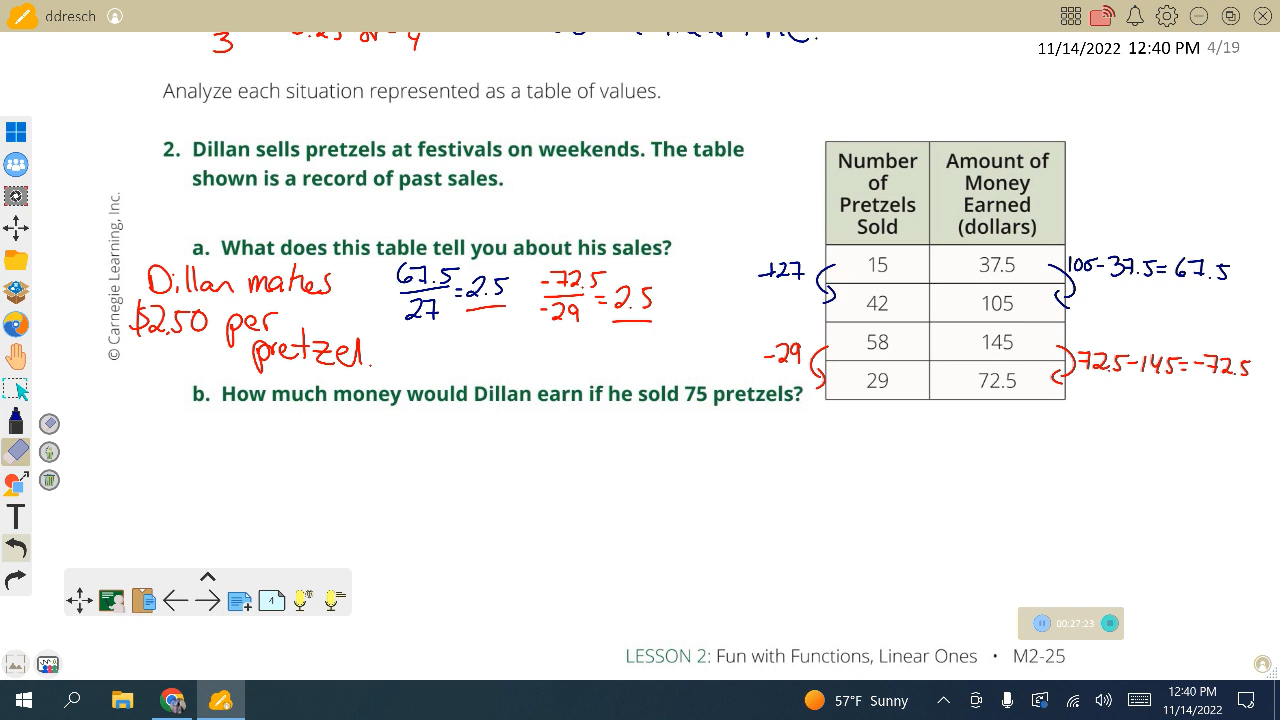 ddresch
11/14/2022 12:40 PM 4/19
3
Analyze each situation represented as a table of values.
2. Dillan sells pretzels at festivals on weekends. The table
shown is a record of past sales.
a. What does this table tell you about his sales?
Dillan makes
$2.50 per
pretzel.
67.5
27
=2.5
-72.5
-29
=2.5
b. How much money would Dillan earn if he sold 75 pretzels?
Number of Pretzels Sold Amount of Money Earned (dollars)
+27 15 37.5 105-37.5=67.5
42 105
-29 58 145 72.5-145=-72.5
29 72.5
© Carnegie Learning, Inc.
T
4
00:27:23
LESSON 2: Fun with Functions, Linear Ones • M2-25
57°F Sunny
12:40 PM
11/14/2022